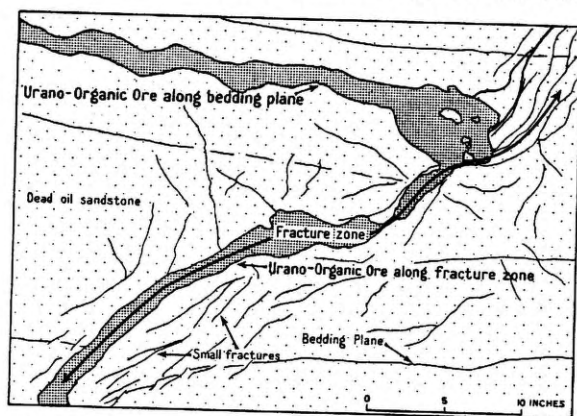 Urano-Organic Ore along bedding plane
Dead oil sandstone
Fracture zone
Urano-Organic Ore along fracture zone
Small fractures
Bedding Plane
0 5 10 INCHES